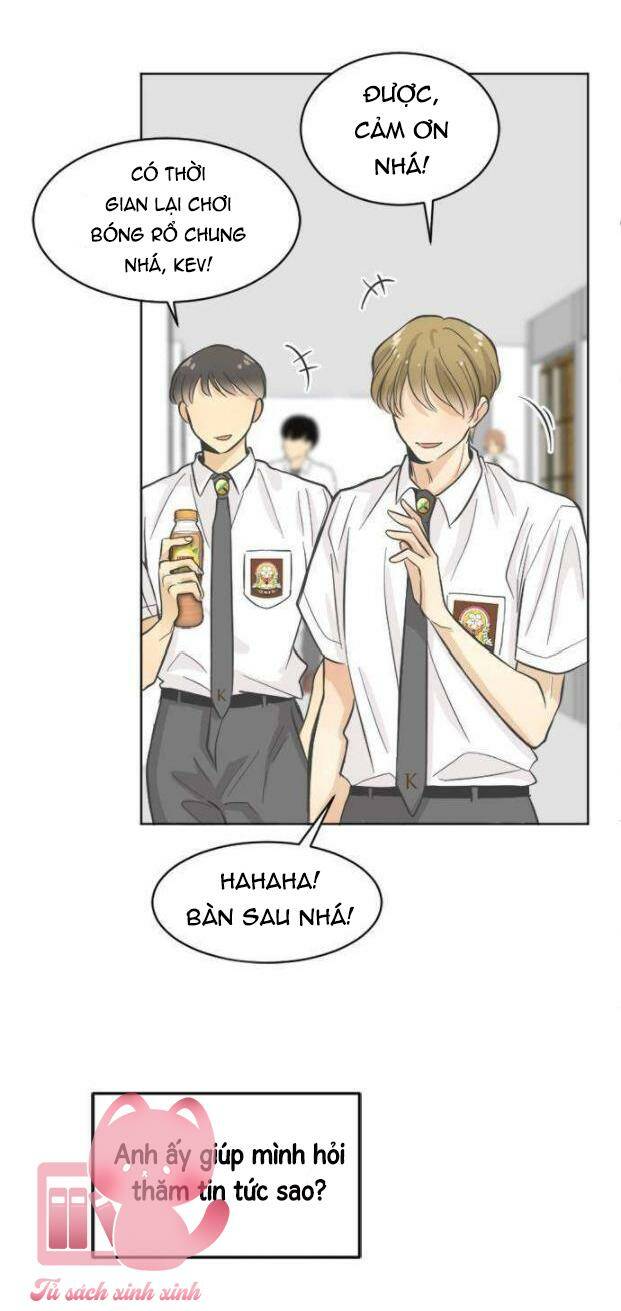 ĐƯỢC,
CẢM ƠN
NHÁ!
CÓ THỜI
GIAN LẠI CHƠI
BÓNG RỔ CHUNG
NHÁ, KEV!
K
K
HAHAHA!
BÀN SAU NHÁ!
Anh ấy giúp mình hỏi
thăm tin tức sao?
Tủ sách xinh xinh